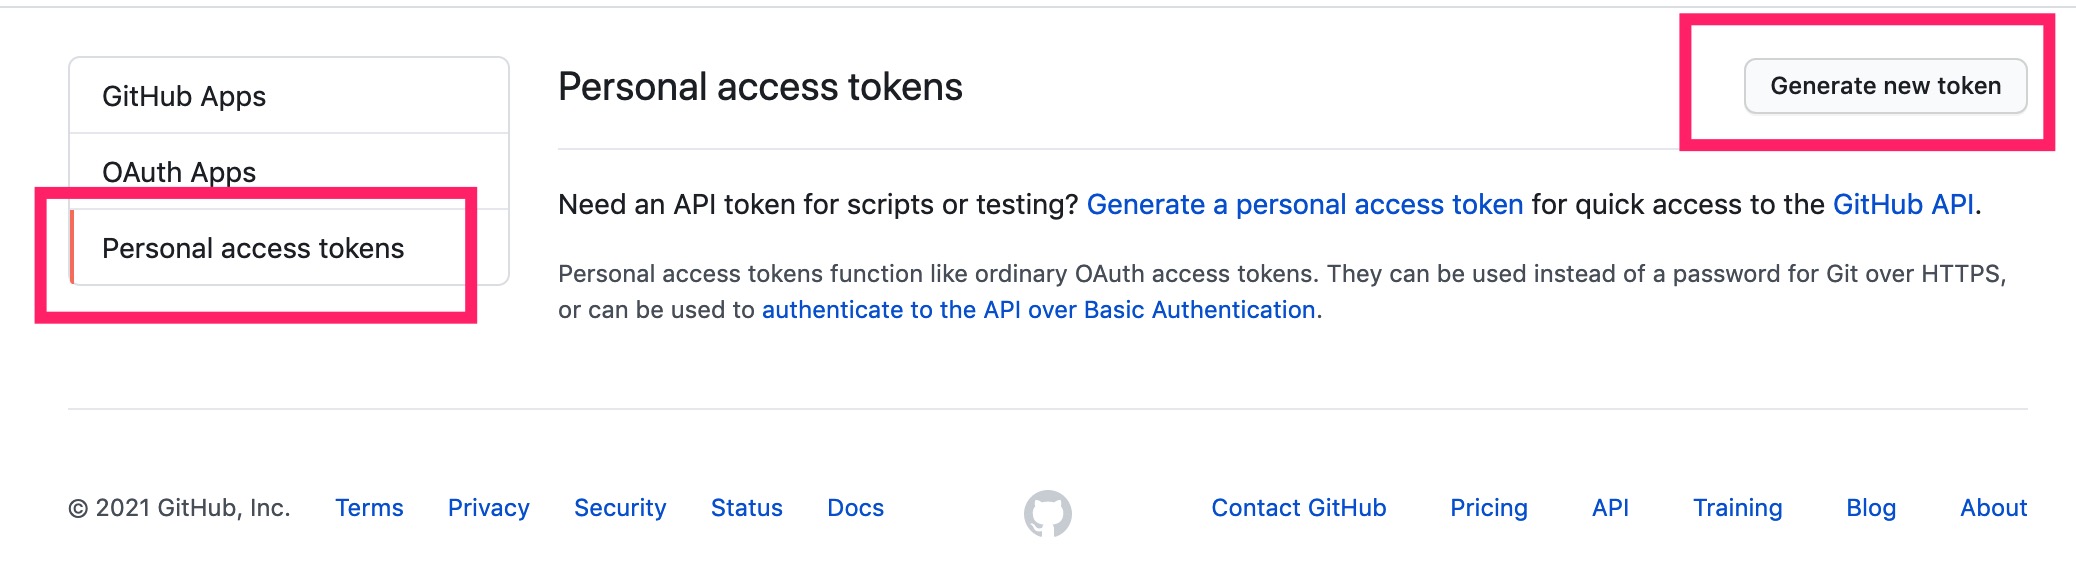 GitHub Apps
OAuth Apps
Personal access tokens
Personal access tokens
Generate new token
Need an API token for scripts or testing? Generate a personal access token for quick access to the GitHub API.
Personal access tokens function like ordinary OAuth access tokens. They can be used instead of a password for Git over HTTPS,
or can be used to authenticate to the API over Basic Authentication.
© 2021 GitHub, Inc. Terms Privacy Security Status Docs Contact GitHub Pricing API Training Blog About